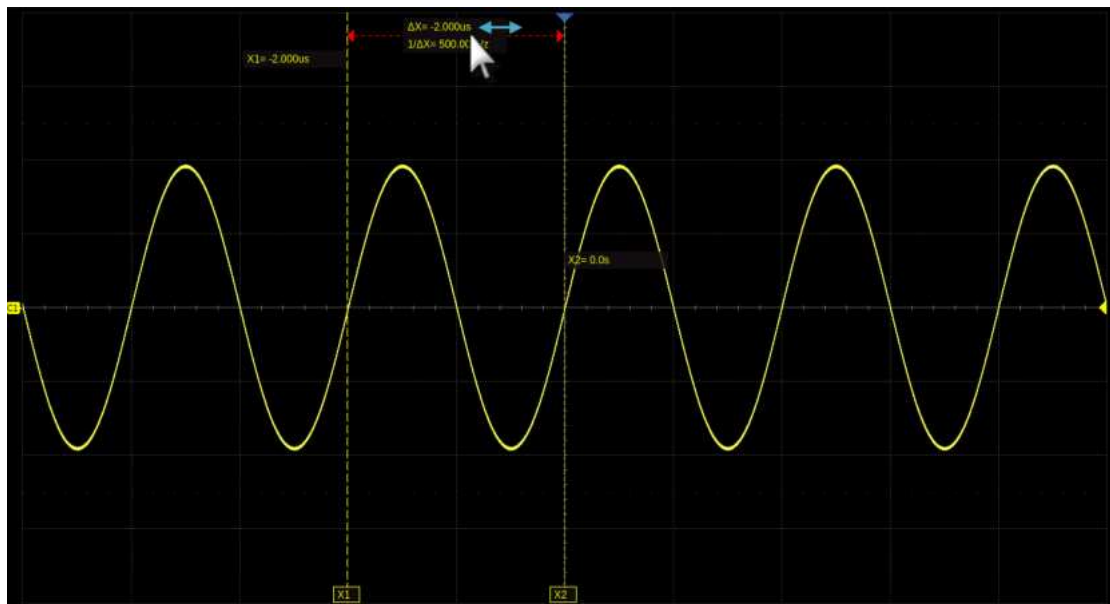 ΔX= -2.000us
1/ΔX= 500.0
X1= -2.000us
X2= 0.0s
C1
X1
X2